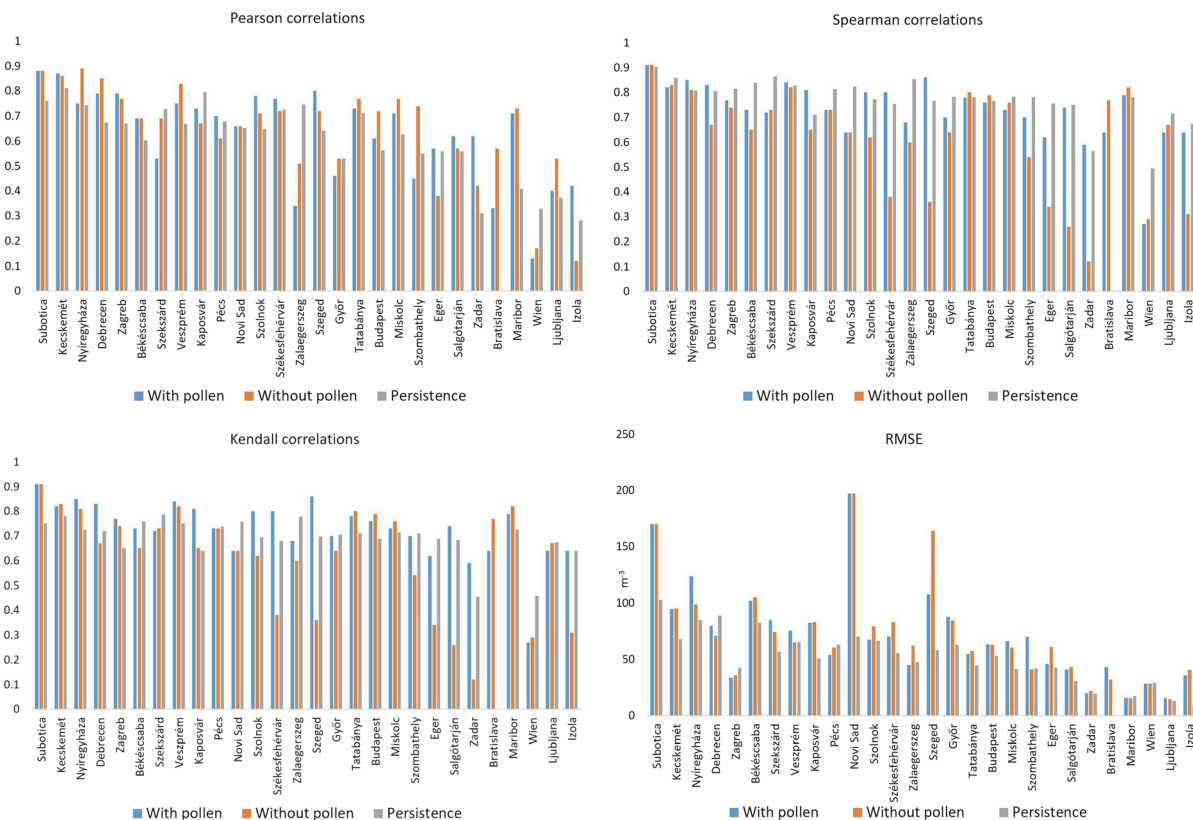 Pearson correlations
1
0.9
0.8
0.7
0.6
0.5
0.4
0.3
0.2
0.1
0
Subotica
Kecskemét
Nyíregyháza
Debrecen
Zagreb
Békéscsaba
Szekszárd
Veszprém
Kaposvár
Pécs
Novi Sad
Szolnok
Székesfehérvár
Zalaegerszeg
Szeged
Győr
Tatabánya
Budapest
Miskolc
Szombathely
Eger
Salgótarján
Zadar
Bratislava
Maribor
Wien
Ljubljana
Izola
With pollen Without pollen Persistence
Spearman correlations
1
0.9
0.8
0.7
0.6
0.5
0.4
0.3
0.2
0.1
0
Subotica
Kecskemét
Nyíregyháza
Debrecen
Zagreb
Békéscsaba
Szekszárd
Veszprém
Kaposvár
Pécs
Novi Sad
Szolnok
Székesfehérvár
Zalaegerszeg
Szeged
Győr
Tatabánya
Budapest
Miskolc
Szombathely
Eger
Salgótarján
Zadar
Bratislava
Maribor
Wien
Ljubljana
Izola
With pollen Without pollen Persistence
Kendall correlations
1
0.9
0.8
0.7
0.6
0.5
0.4
0.3
0.2
0.1
0
Subotica
Kecskemét
Nyíregyháza
Debrecen
Zagreb
Békéscsaba
Szekszárd
Veszprém
Kaposvár
Pécs
Novi Sad
Szolnok
Székesfehérvár
Zalaegerszeg
Szeged
Győr
Tatabánya
Budapest
Miskolc
Szombathely
Eger
Salgótarján
Zadar
Bratislava
Maribor
Wien
Ljubljana
Izola
With pollen Without pollen Persistence
RMSE
250
200
150
100
50
0
m⁻³
Subotica
Kecskemét
Nyíregyháza
Debrecen
Zagreb
Békéscsaba
Szekszárd
Veszprém
Kaposvár
Pécs
Novi Sad
Szolnok
Székesfehérvár
Zalaegerszeg
Szeged
Győr
Tatabánya
Budapest
Miskolc
Szombathely
Eger
Salgótarján
Zadar
Bratislava
Maribor
Wien
Ljubljana
Izola
With pollen Without pollen Persistence